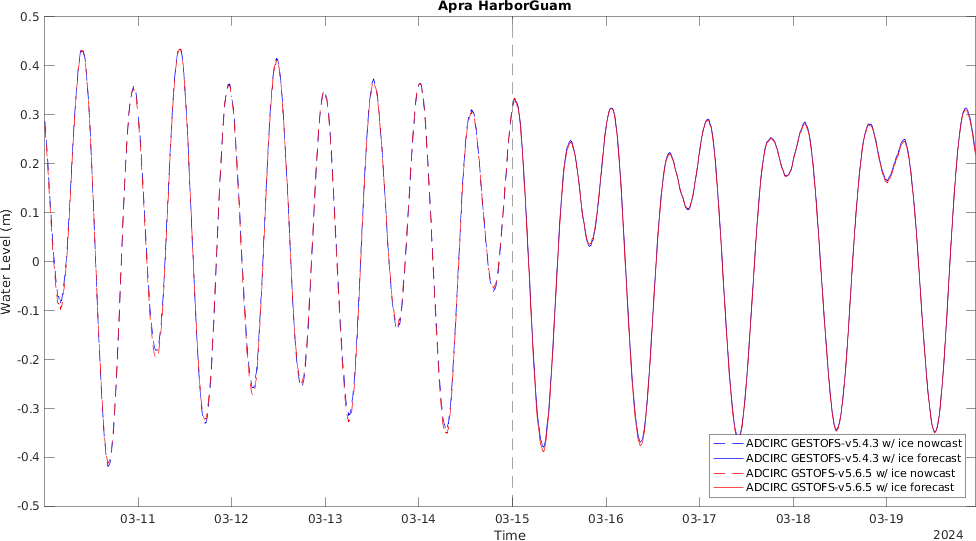 Apra HarborGuam
0.5
0.4
0.3
0.2
0.1
0
-0.1
-0.2
-0.3
-0.4
-0.5
Water Level (m)
ADCIRC GESTOFS-v5.4.3 w/ ice nowcast
ADCIRC GESTOFS-v5.4.3 w/ ice forecast
ADCIRC GSTOFS-v5.6.5 w/ ice nowcast
ADCIRC GSTOFS-v5.6.5 w/ ice forecast
03-11 03-12 03-13 03-14 03-15 03-16 03-17 03-18 03-19
Time
2024